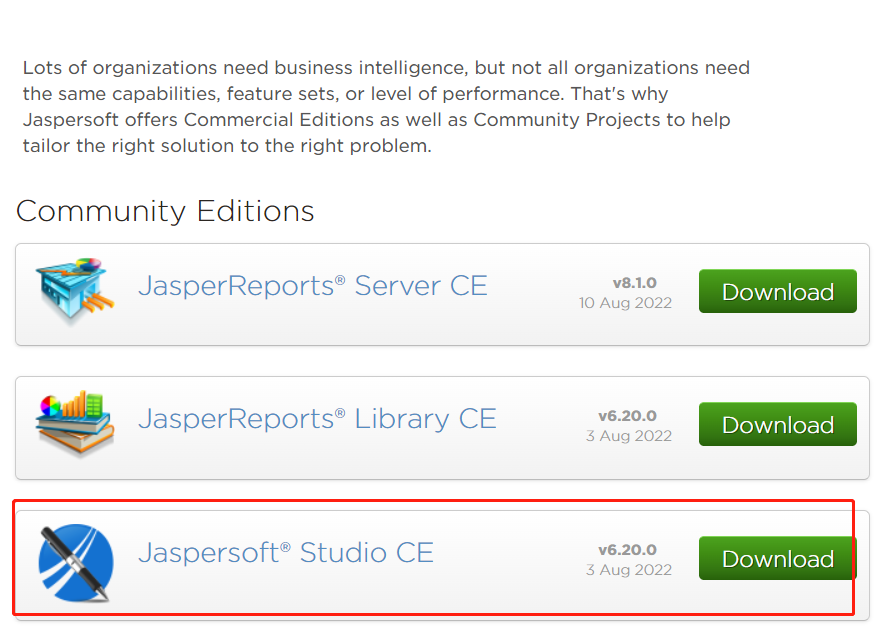 Lots of organizations need business intelligence, but not all organizations need
the same capabilities, feature sets, or level of performance. That's why
Jaspersoft offers Commercial Editions as well as Community Projects to help
tailor the right solution to the right problem.
Community Editions
JasperReports® Server CE
v8.1.0
10 Aug 2022
Download
JasperReports® Library CE
v6.20.0
3 Aug 2022
Download
Jaspersoft® Studio CE
v6.20.0
3 Aug 2022
Download